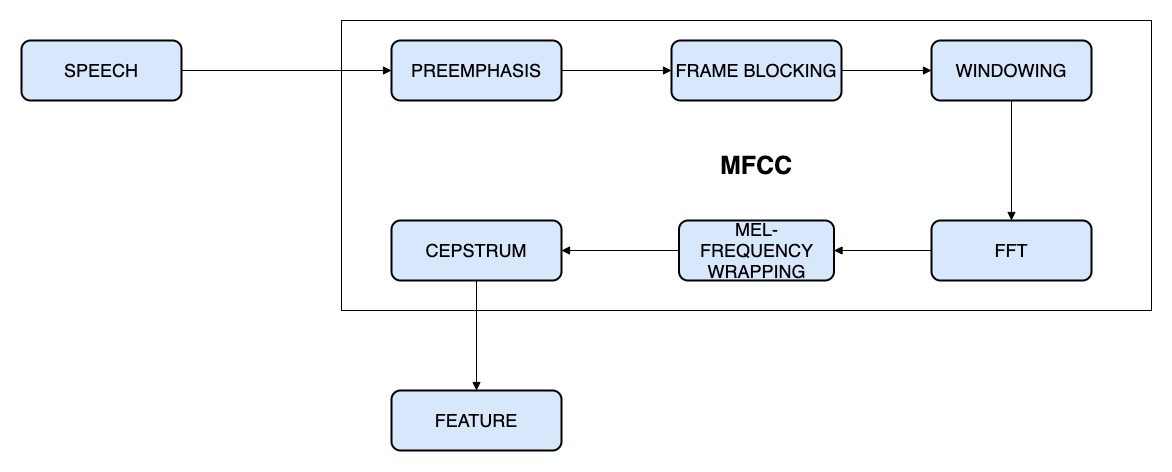 SPEECH
PREEMPHASIS
FRAME BLOCKING
WINDOWING
MFCC
CEPSTRUM
MEL-
FREQUENCY
WRAPPING
FFT
FEATURE